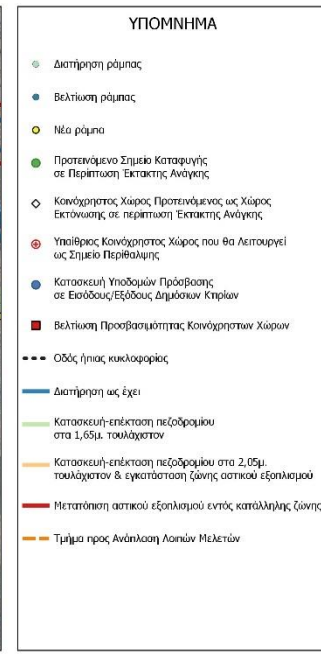 ΥΠΟΜΝΗΜΑ
Διατήρηση ράμπας
Βελτίωση ράμπας
Νέα ράμπα
Προτεινόμενο Σημείο Καταφυγής
σε Περίπτωση Έκτακτης Ανάγκης
Κοινόχρηστος Χώρος Προτεινόμενος ως Χώρος
Εκτόνωσης σε περίπτωση Έκτακτης Ανάγκης
Υπαίθριος Κοινόχρηστος Χώρος που θα Λειτουργεί
ως Σημείο Περίθαλψης
Κατασκευή Υποδομών Πρόσβασης
σε Εισόδους/Εξόδους Δημόσιων Κτιρίων
Βελτίωση Προσβασιμότητας Κοινόχρηστων Χώρων
Οδός ήπιας κυκλοφορίας
Διατήρηση ως έχει
Κατασκευή-επέκταση πεζοδρομίου
στα 1,65μ. τουλάχιστον
Κατασκευή-επέκταση πεζοδρομίου στα 2,05μ.
τουλάχιστον & εγκατάσταση ζώνης αστικού εξοπλισμού
Μετατόπιση αστικού εξοπλισμού εντός κατάλληλης ζώνης
Τμήμα προς Ανάπλαση Λοιπών Μελετών